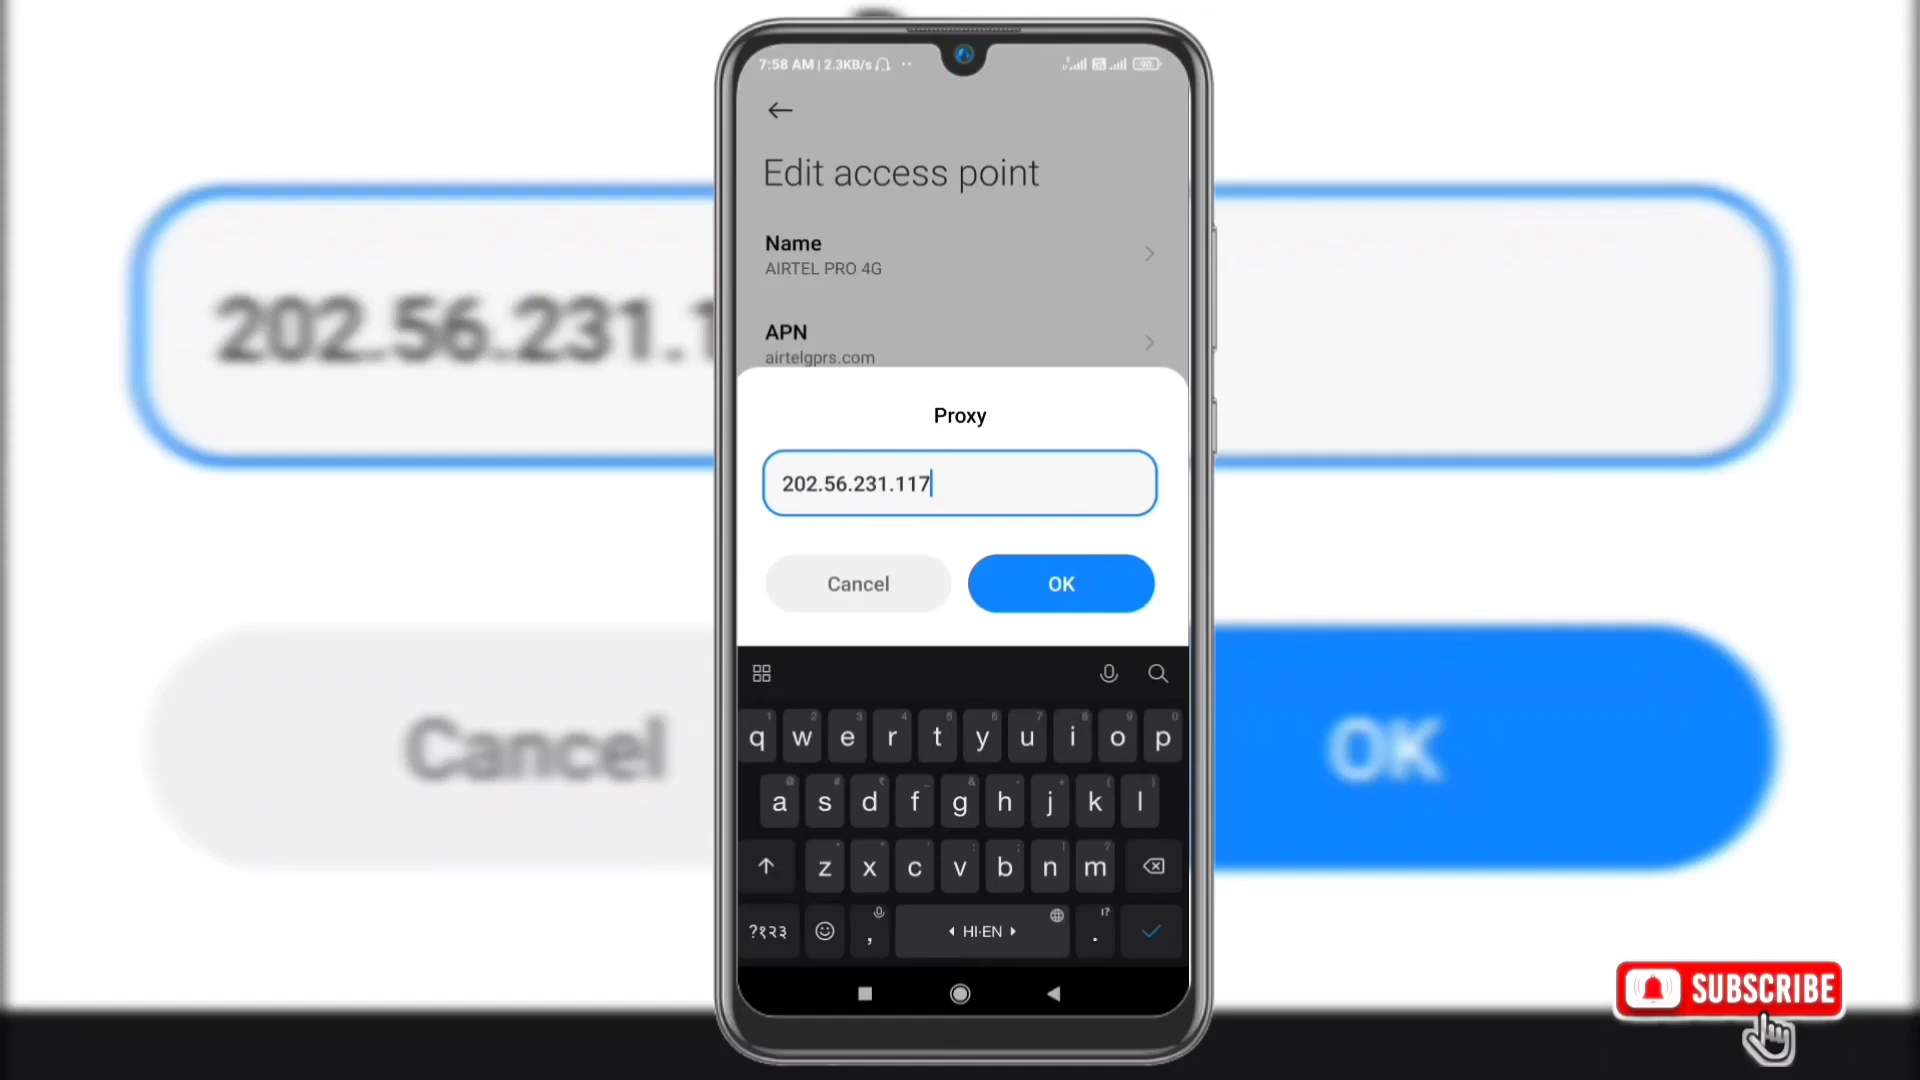 7:58 AM | 2.3KB/s
Edit access point
Name
AIRTEL PRO 4G
APN
airtelgprs.com
202.56.231.1
Proxy
202.56.231.117
Cancel
OK
Cancel
OK
q w e r t y u i o p
a s d f g h j k l
z x c v b n m
?१२३ , HI·EN .
SUBSCRIBE